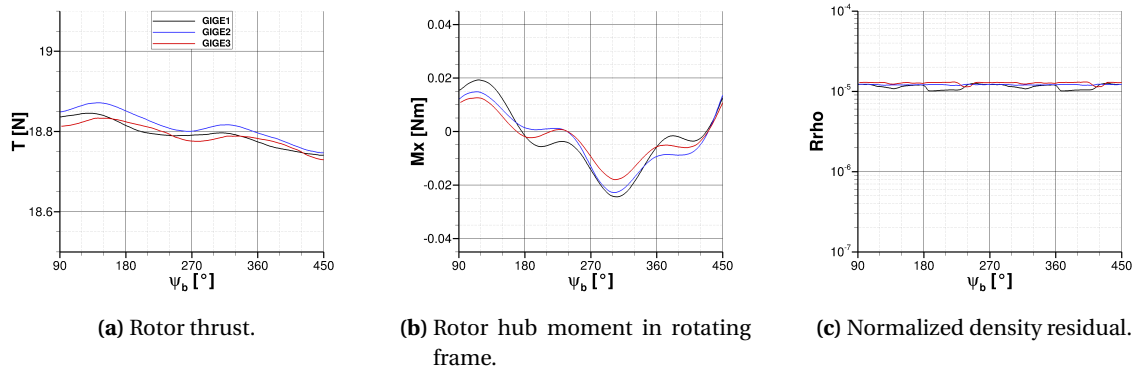 GIGE1
GIGE2
GIGE3
T [N]
19
18.8
18.6
90 180 270 360 450
ψb [°]
Mx [Nm]
0.04
0.02
0
-0.02
-0.04
90 180 270 360 450
ψb [°]
Rrho
10-4
10-5
10-6
10-7
90 180 270 360 450
ψb [°]
(a) Rotor thrust.
(b) Rotor hub moment in rotating
frame.
(c) Normalized density residual.